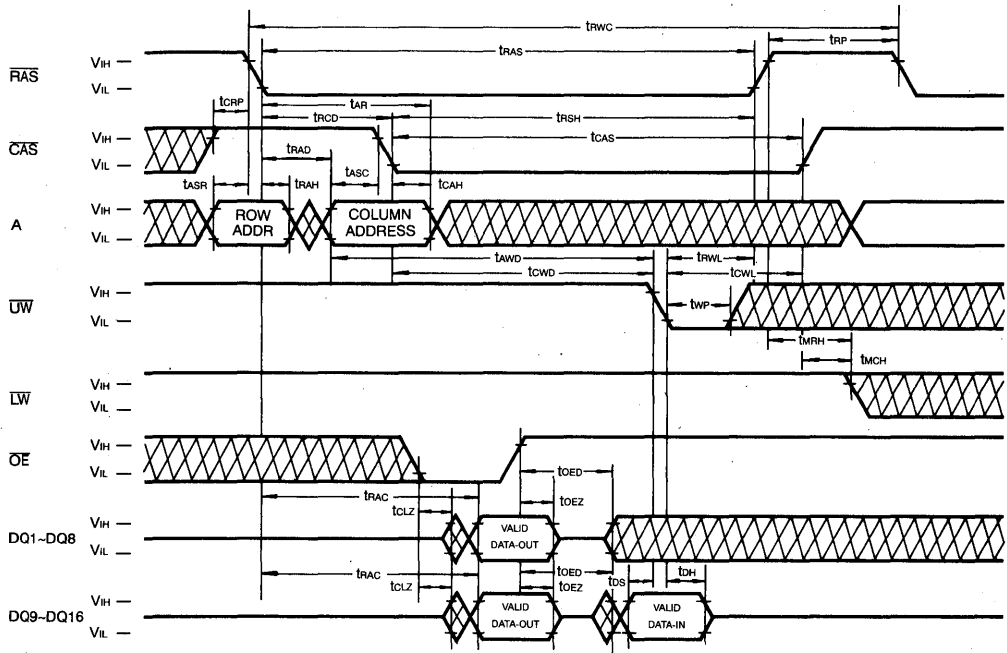 tRWC
tRAS
tRP
RAS
VIH
VIL
tCRP
tAR
tRCD
tRSH
CAS
VIH
VIL
tCAS
tRAD
tASR
tRAH
tASC
tCAH
A
VIH
VIL
ROW ADDR
COLUMN ADDRESS
tAWD
tRWL
tCWD
tCWL
UW
VIH
VIL
tWP
tMRH
tMCH
LW
VIH
VIL
OE
VIH
VIL
tOED
tRAC
tOEZ
tCLZ
DQ1~DQ8
VIH
VIL
VALID DATA-OUT
tOED
tRAC
tCLZ
tOEZ
tDS
tDH
DQ9~DQ16
VIH
VIL
VALID DATA-OUT
VALID DATA-IN